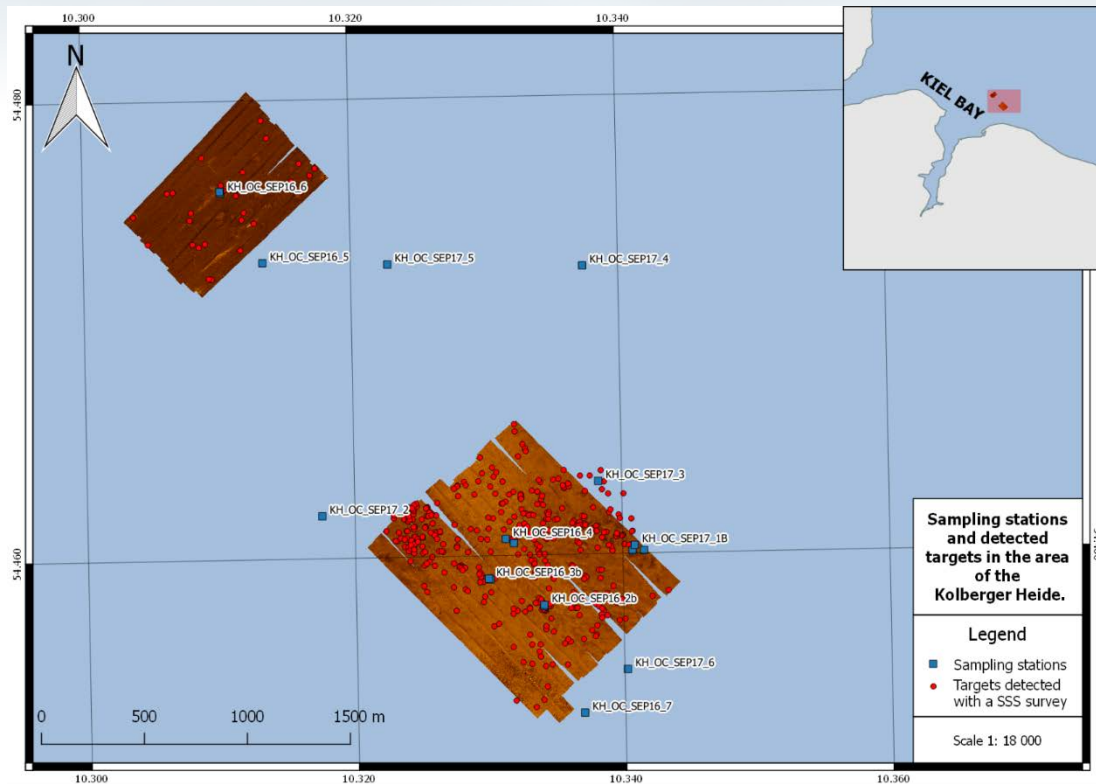 10.300
10.320
10.340
54.480
N
KIEL BAY
KH_OC_SEP16_6
KH_OC_SEP16_5
KH_OC_SEP17_5
KH_OC_SEP17_4
KH_OC_SEP17_3
KH_OC_SEP17_2
KH_OC_SEP16_4
KH_OC_SEP17_1B
54.460
KH_OC_SEP16_3b
KH_OC_SEP16_2b
KH_OC_SEP17_6
KH_OC_SEP16_7
0
500
1000
1500 m
Sampling stations
and detected
targets in the area
of the
Kolberger Heide.
Legend
Sampling stations
Targets detected
with a SSS survey
Scale 1: 18 000
10.300
10.320
10.340
10.360